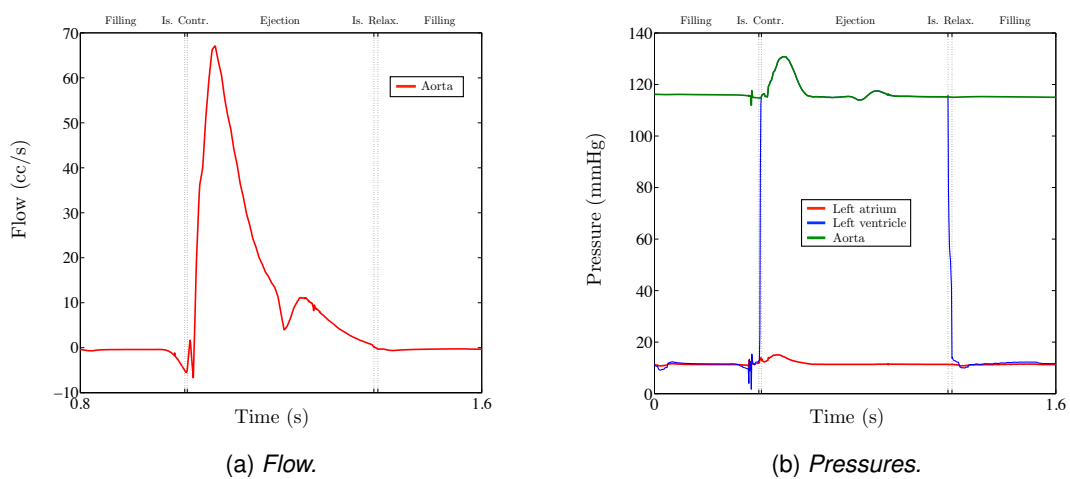 Filling Is. Contr. Ejection Is. Relax. Filling
70
60
50
40
30
20
10
0
−10
Flow (cc/s)
Aorta
0.8 1.6
Time (s)
(a) Flow.
Filling Is. Contr. Ejection Is. Relax. Filling
140
120
100
80
60
40
20
0
Pressure (mmHg)
Left atrium
Left ventricle
Aorta
0 1.6
Time (s)
(b) Pressures.